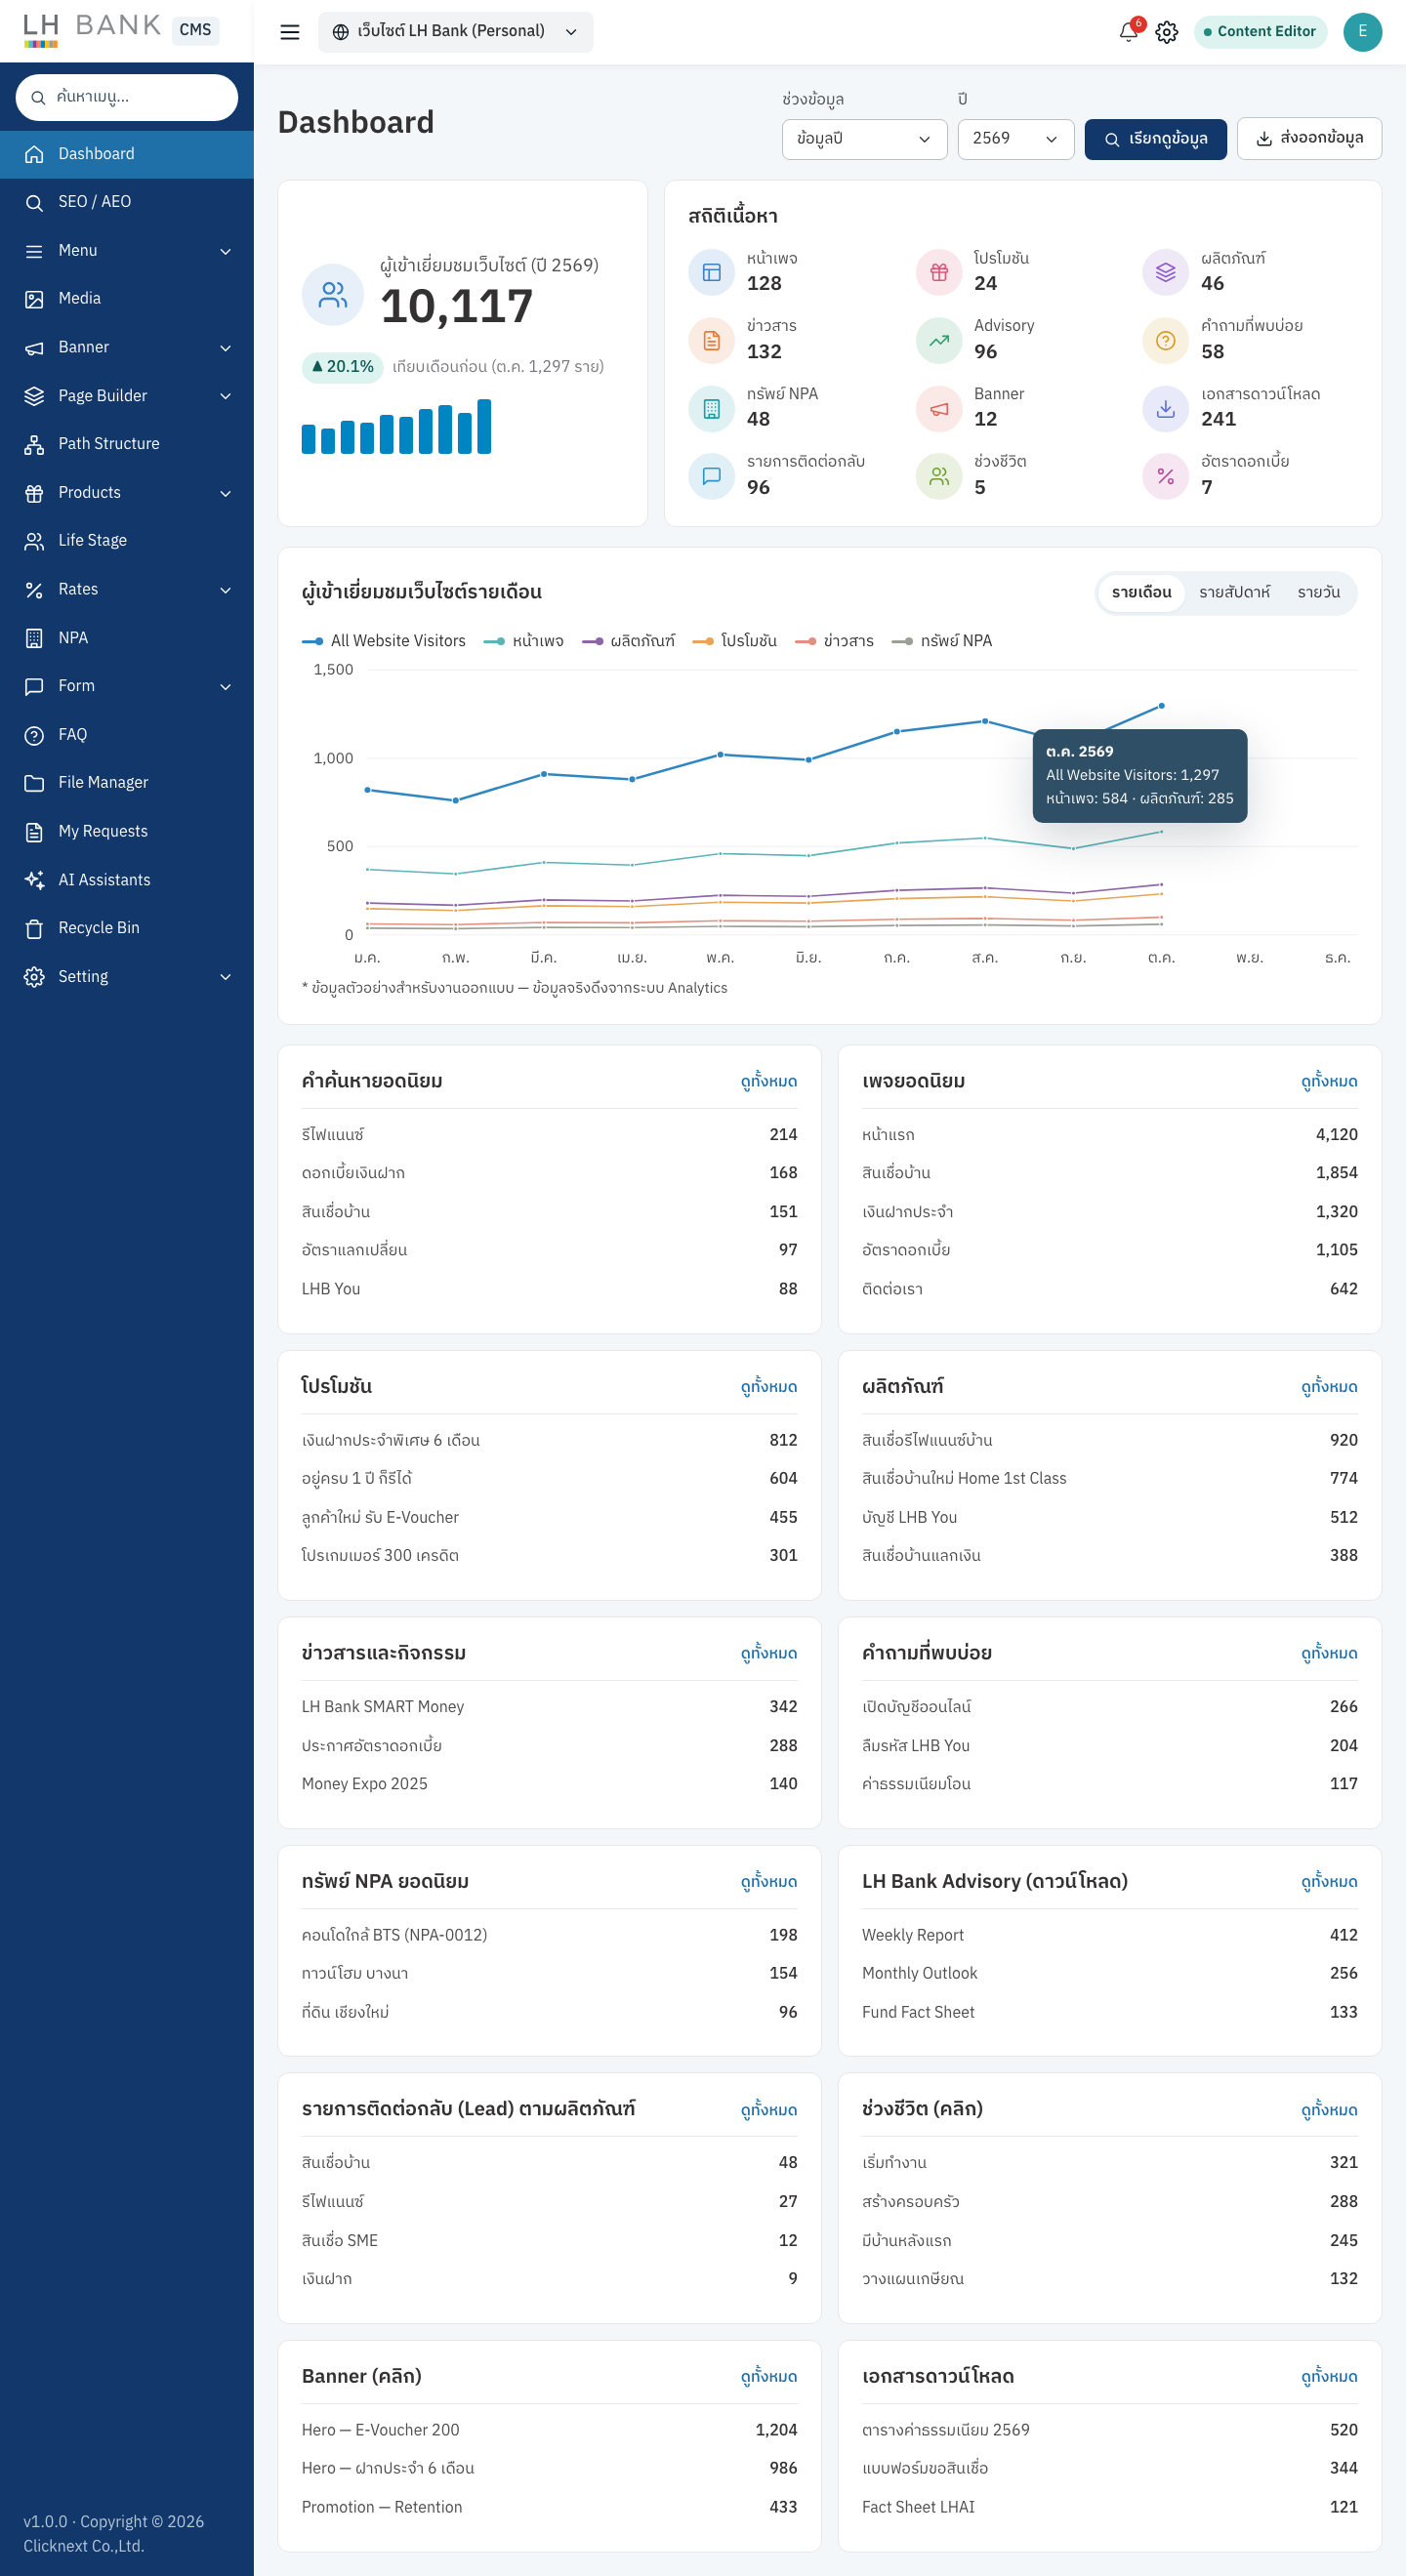 LH BANK CMS
ค้นหาเมนู...
Dashboard
SEO / AEO
Menu
Media
Banner
Page Builder
Path Structure
Products
Life Stage
Rates
NPA
Form
FAQ
File Manager
My Requests
AI Assistants
Recycle Bin
Setting
v1.0.0 · Copyright © 2026
Clicknext Co.,Ltd.
เว็บไซต์ LH Bank (Personal)
6
Content Editor
E
Dashboard
ช่วงข้อมูล
ปี
ข้อมูลปี
2569
เรียกดูข้อมูล
ส่งออกข้อมูล
ผู้เข้าเยี่ยมชมเว็บไซต์ (ปี 2569)
10,117
▲ 20.1% เทียบเดือนก่อน (ต.ค. 1,297 ราย)
สถิติเนื้อหา
หน้าเพจ
128
โปรโมชัน
24
ผลิตภัณฑ์
46
ข่าวสาร
132
Advisory
96
คำถามที่พบบ่อย
58
ทรัพย์ NPA
48
Banner
12
เอกสารดาวน์โหลด
241
รายการติดต่อกลับ
96
ช่วงชีวิต
5
อัตราดอกเบี้ย
7
ผู้เข้าเยี่ยมชมเว็บไซต์รายเดือน
รายเดือน รายสัปดาห์ รายวัน
All Website Visitors หน้าเพจ ผลิตภัณฑ์ โปรโมชัน ข่าวสาร ทรัพย์ NPA
1,500
1,000
500
0
ต.ค. 2569
All Website Visitors: 1,297
หน้าเพจ: 584 · ผลิตภัณฑ์: 285
ม.ค. ก.พ. มี.ค. เม.ย. พ.ค. มิ.ย. ก.ค. ส.ค. ก.ย. ต.ค. พ.ย. ธ.ค.
* ข้อมูลตัวอย่างสำหรับงานออกแบบ — ข้อมูลจริงดึงจากระบบ Analytics
คำค้นหายอดนิยม ดูทั้งหมด
รีไฟแนนซ์ 214
ดอกเบี้ยเงินฝาก 168
สินเชื่อบ้าน 151
อัตราแลกเปลี่ยน 97
LHB You 88
เพจยอดนิยม ดูทั้งหมด
หน้าแรก 4,120
สินเชื่อบ้าน 1,854
เงินฝากประจำ 1,320
อัตราดอกเบี้ย 1,105
ติดต่อเรา 642
โปรโมชัน ดูทั้งหมด
เงินฝากประจำพิเศษ 6 เดือน 812
อยู่ครบ 1 ปี ก็รีได้ 604
ลูกค้าใหม่ รับ E-Voucher 455
โปรเกมเมอร์ 300 เครดิต 301
ผลิตภัณฑ์ ดูทั้งหมด
สินเชื่อรีไฟแนนซ์บ้าน 920
สินเชื่อบ้านใหม่ Home 1st Class 774
บัญชี LHB You 512
สินเชื่อบ้านแลกเงิน 388
ข่าวสารและกิจกรรม ดูทั้งหมด
LH Bank SMART Money 342
ประกาศอัตราดอกเบี้ย 288
Money Expo 2025 140
คำถามที่พบบ่อย ดูทั้งหมด
เปิดบัญชีออนไลน์ 266
ลืมรหัส LHB You 204
ค่าธรรมเนียมโอน 117
ทรัพย์ NPA ยอดนิยม ดูทั้งหมด
คอนโดใกล้ BTS (NPA-0012) 198
ทาวน์โฮม บางนา 154
ที่ดิน เชียงใหม่ 96
LH Bank Advisory (ดาวน์โหลด) ดูทั้งหมด
Weekly Report 412
Monthly Outlook 256
Fund Fact Sheet 133
รายการติดต่อกลับ (Lead) ตามผลิตภัณฑ์ ดูทั้งหมด
สินเชื่อบ้าน 48
รีไฟแนนซ์ 27
สินเชื่อ SME 12
เงินฝาก 9
ช่วงชีวิต (คลิก) ดูทั้งหมด
เริ่มทำงาน 321
สร้างครอบครัว 288
มีบ้านหลังแรก 245
วางแผนเกษียณ 132
Banner (คลิก) ดูทั้งหมด
Hero — E-Voucher 200 1,204
Hero — ฝากประจำ 6 เดือน 986
Promotion — Retention 433
เอกสารดาวน์โหลด ดูทั้งหมด
ตารางค่าธรรมเนียม 2569 520
แบบฟอร์มขอสินเชื่อ 344
Fact Sheet LHAI 121